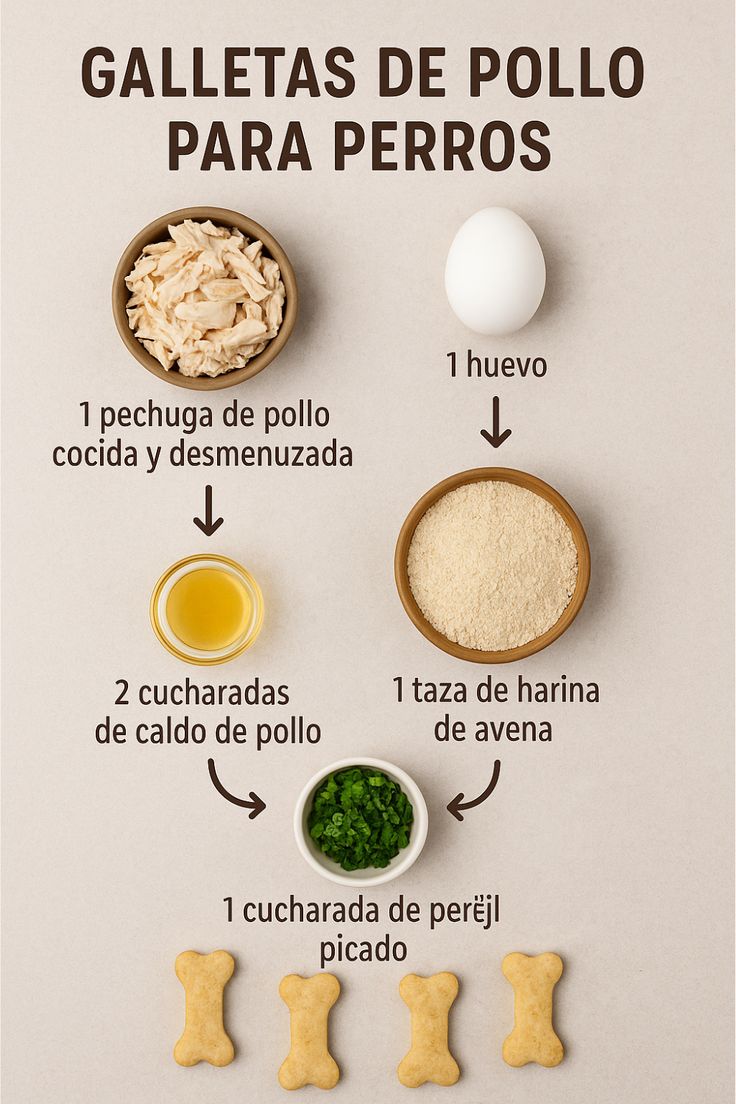 GALLETAS DE POLLO
PARA PERROS
1 pechuga de pollo
cocida y desmenuzada
1 huevo
2 cucharadas
de caldo de pollo
1 taza de harina
de avena
1 cucharada de
picado